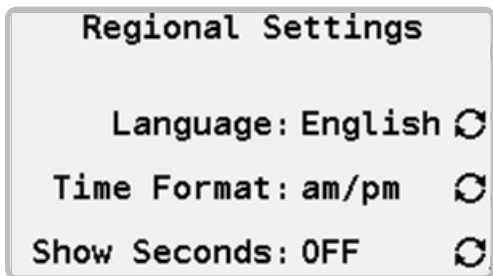 Regional Settings
Language: English
Time Format: am/pm
Show Seconds: OFF